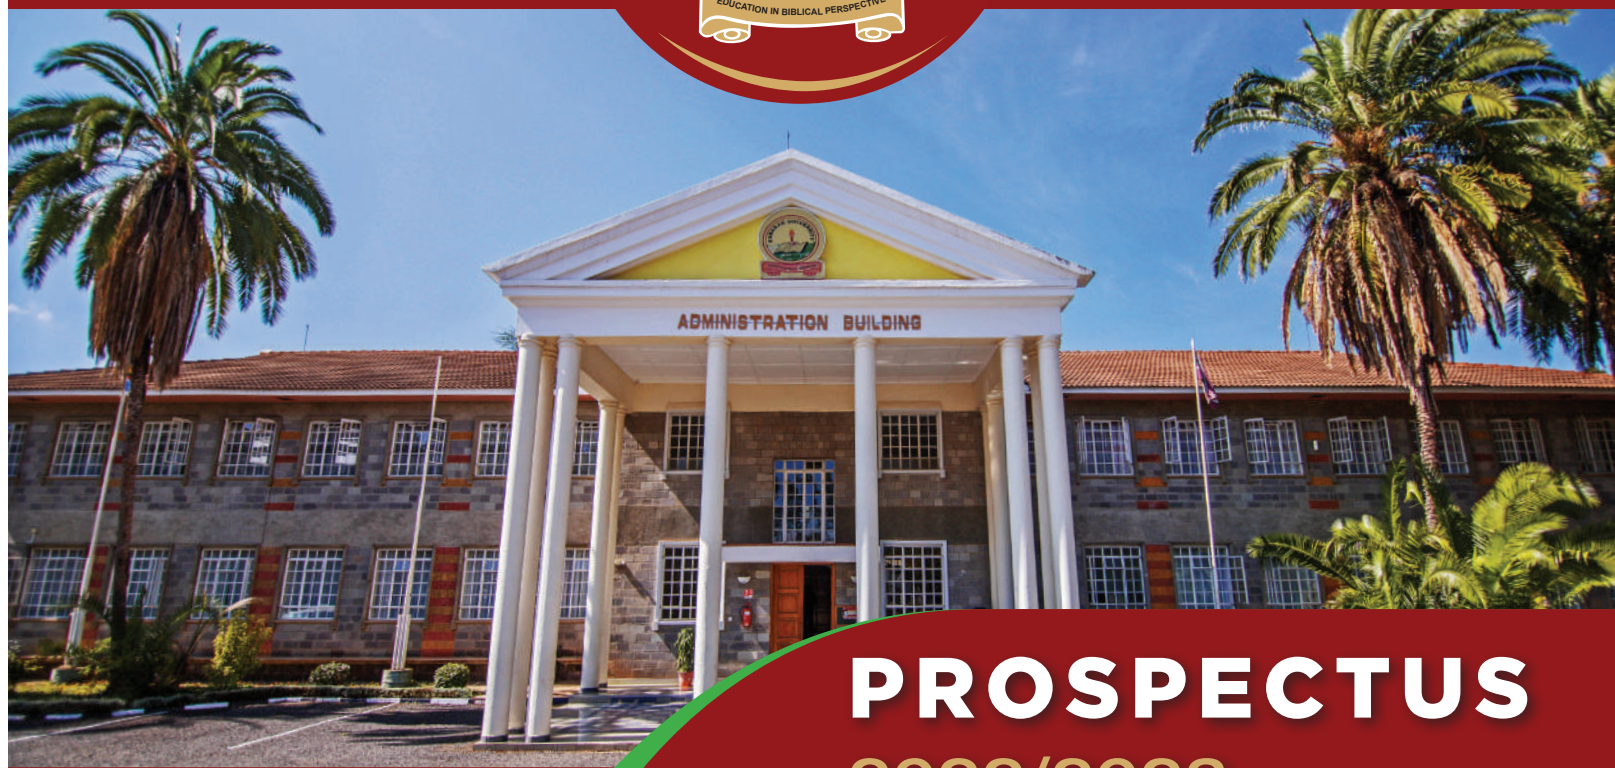 EDUCATION IN BIBLICAL PERSPECTIVE
ADMINISTRATION BUILDING
PROSPECTUS